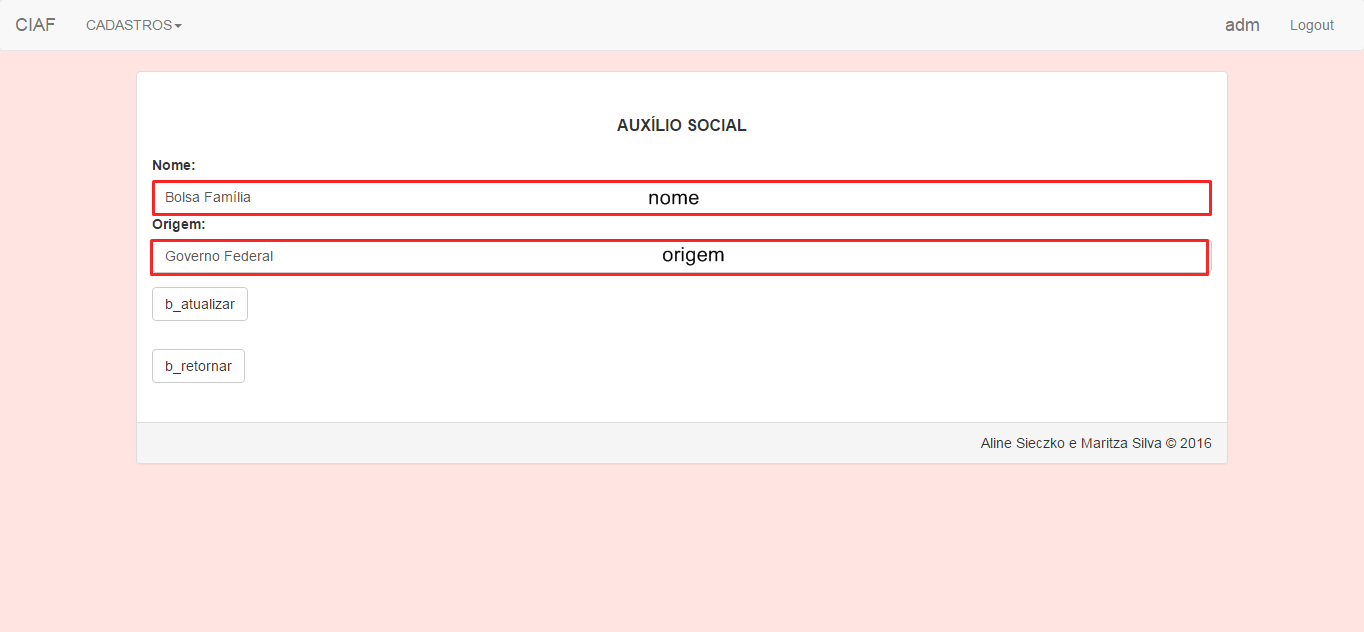 CIAF CADASTROS adm Logout
AUXÍLIO SOCIAL
Nome:
Bolsa Família nome
Origem:
Governo Federal origem
b_atualizar
b_retornar
Aline Sieczko e Maritza Silva © 2016